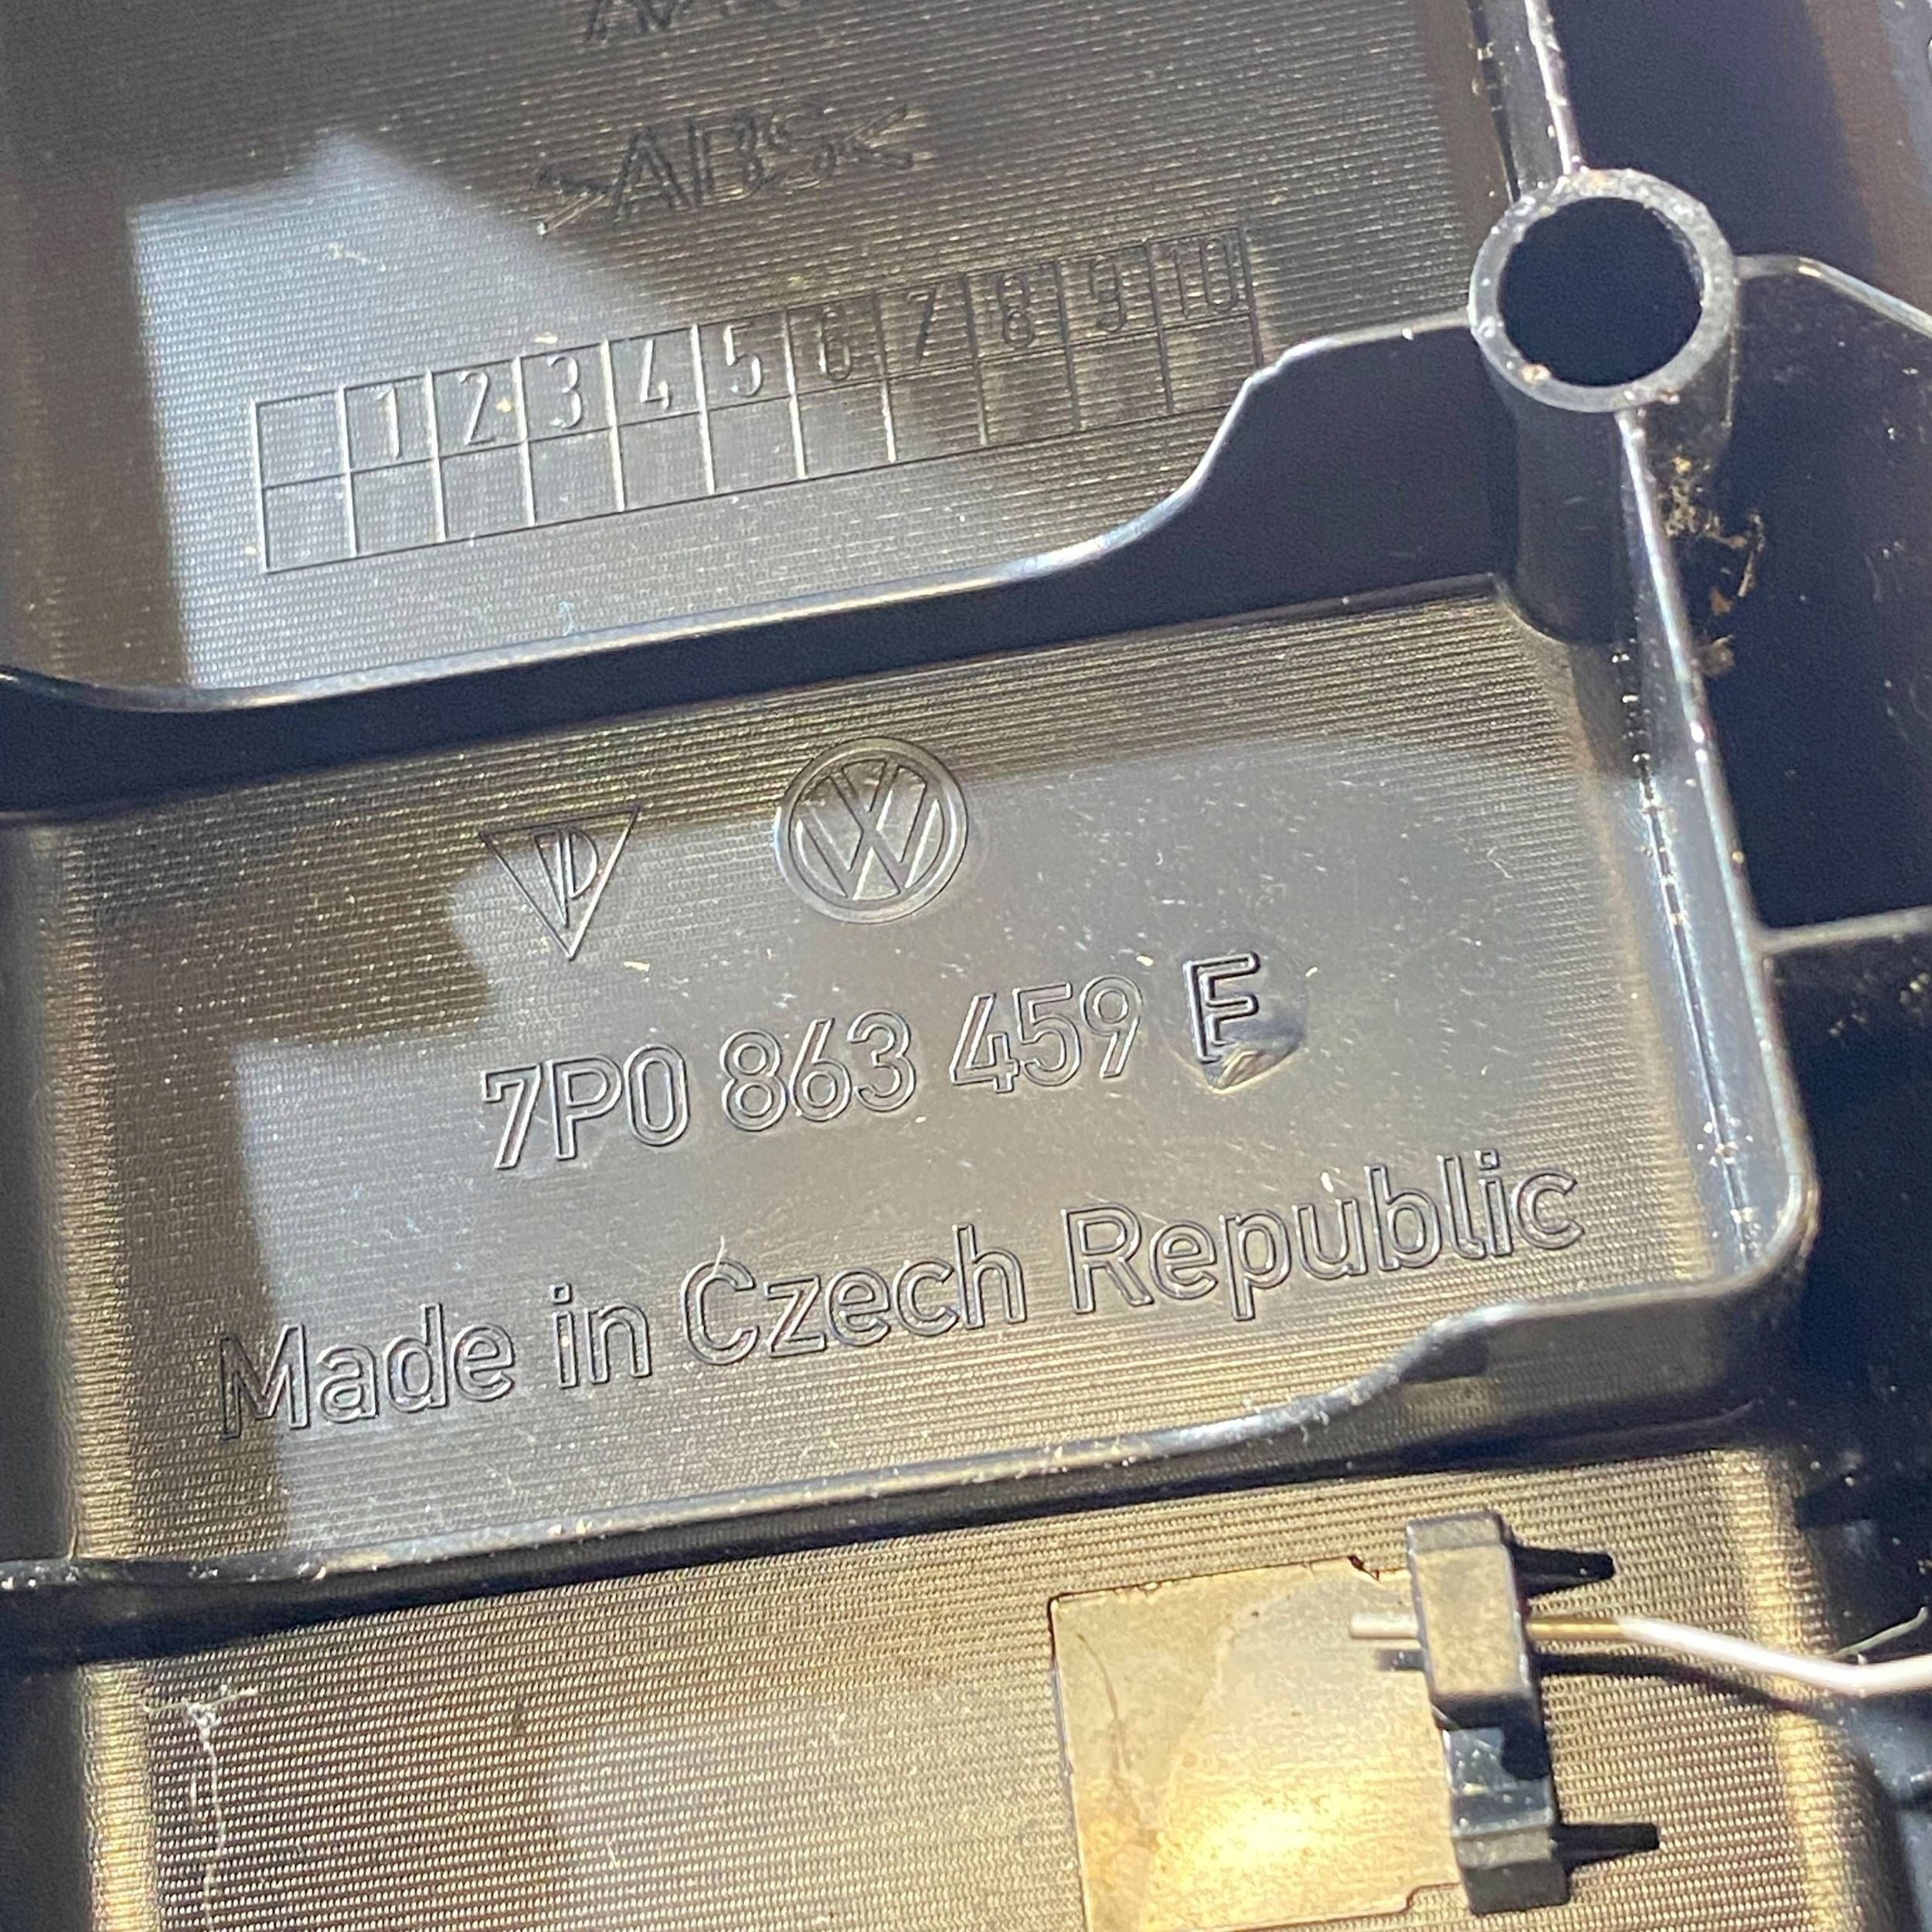 >ABS<
1 2 3 4 5 6 7 8 9 10
7P0 863 459 F
Made in Czech Republic